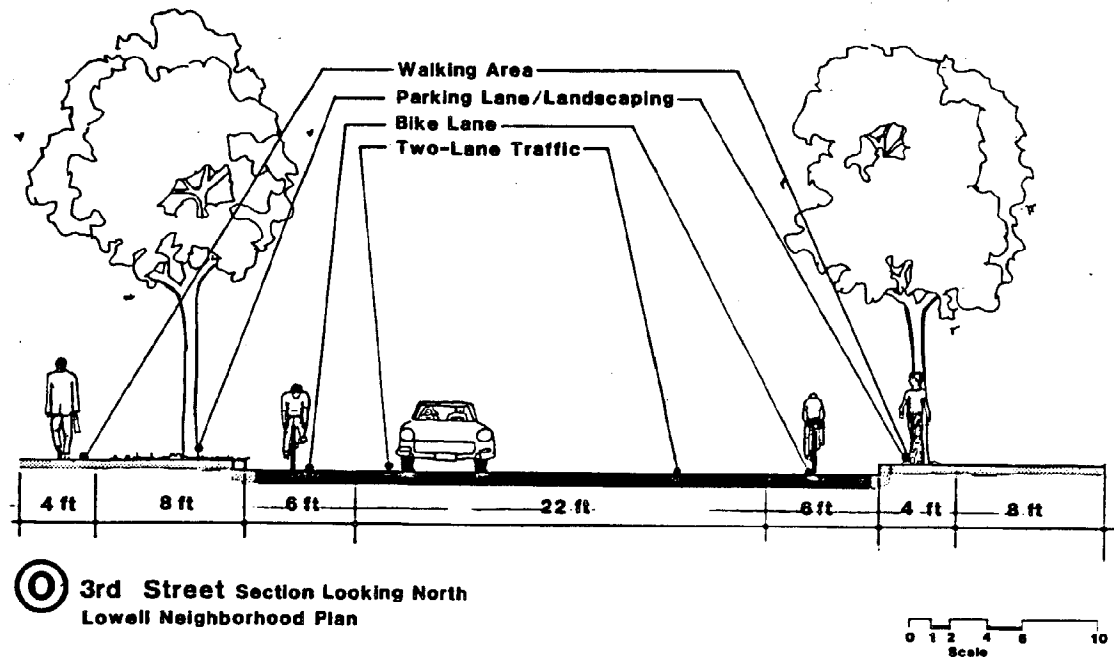 Walking Area
Parking Lane/Landscaping
Bike Lane
Two-Lane Traffic
4 ft 8 ft 6 ft 22 ft 6 ft 4 ft 8 ft
O 3rd Street Section Looking North
Lowell Neighborhood Plan
0 1 2 4 6 10
Scale